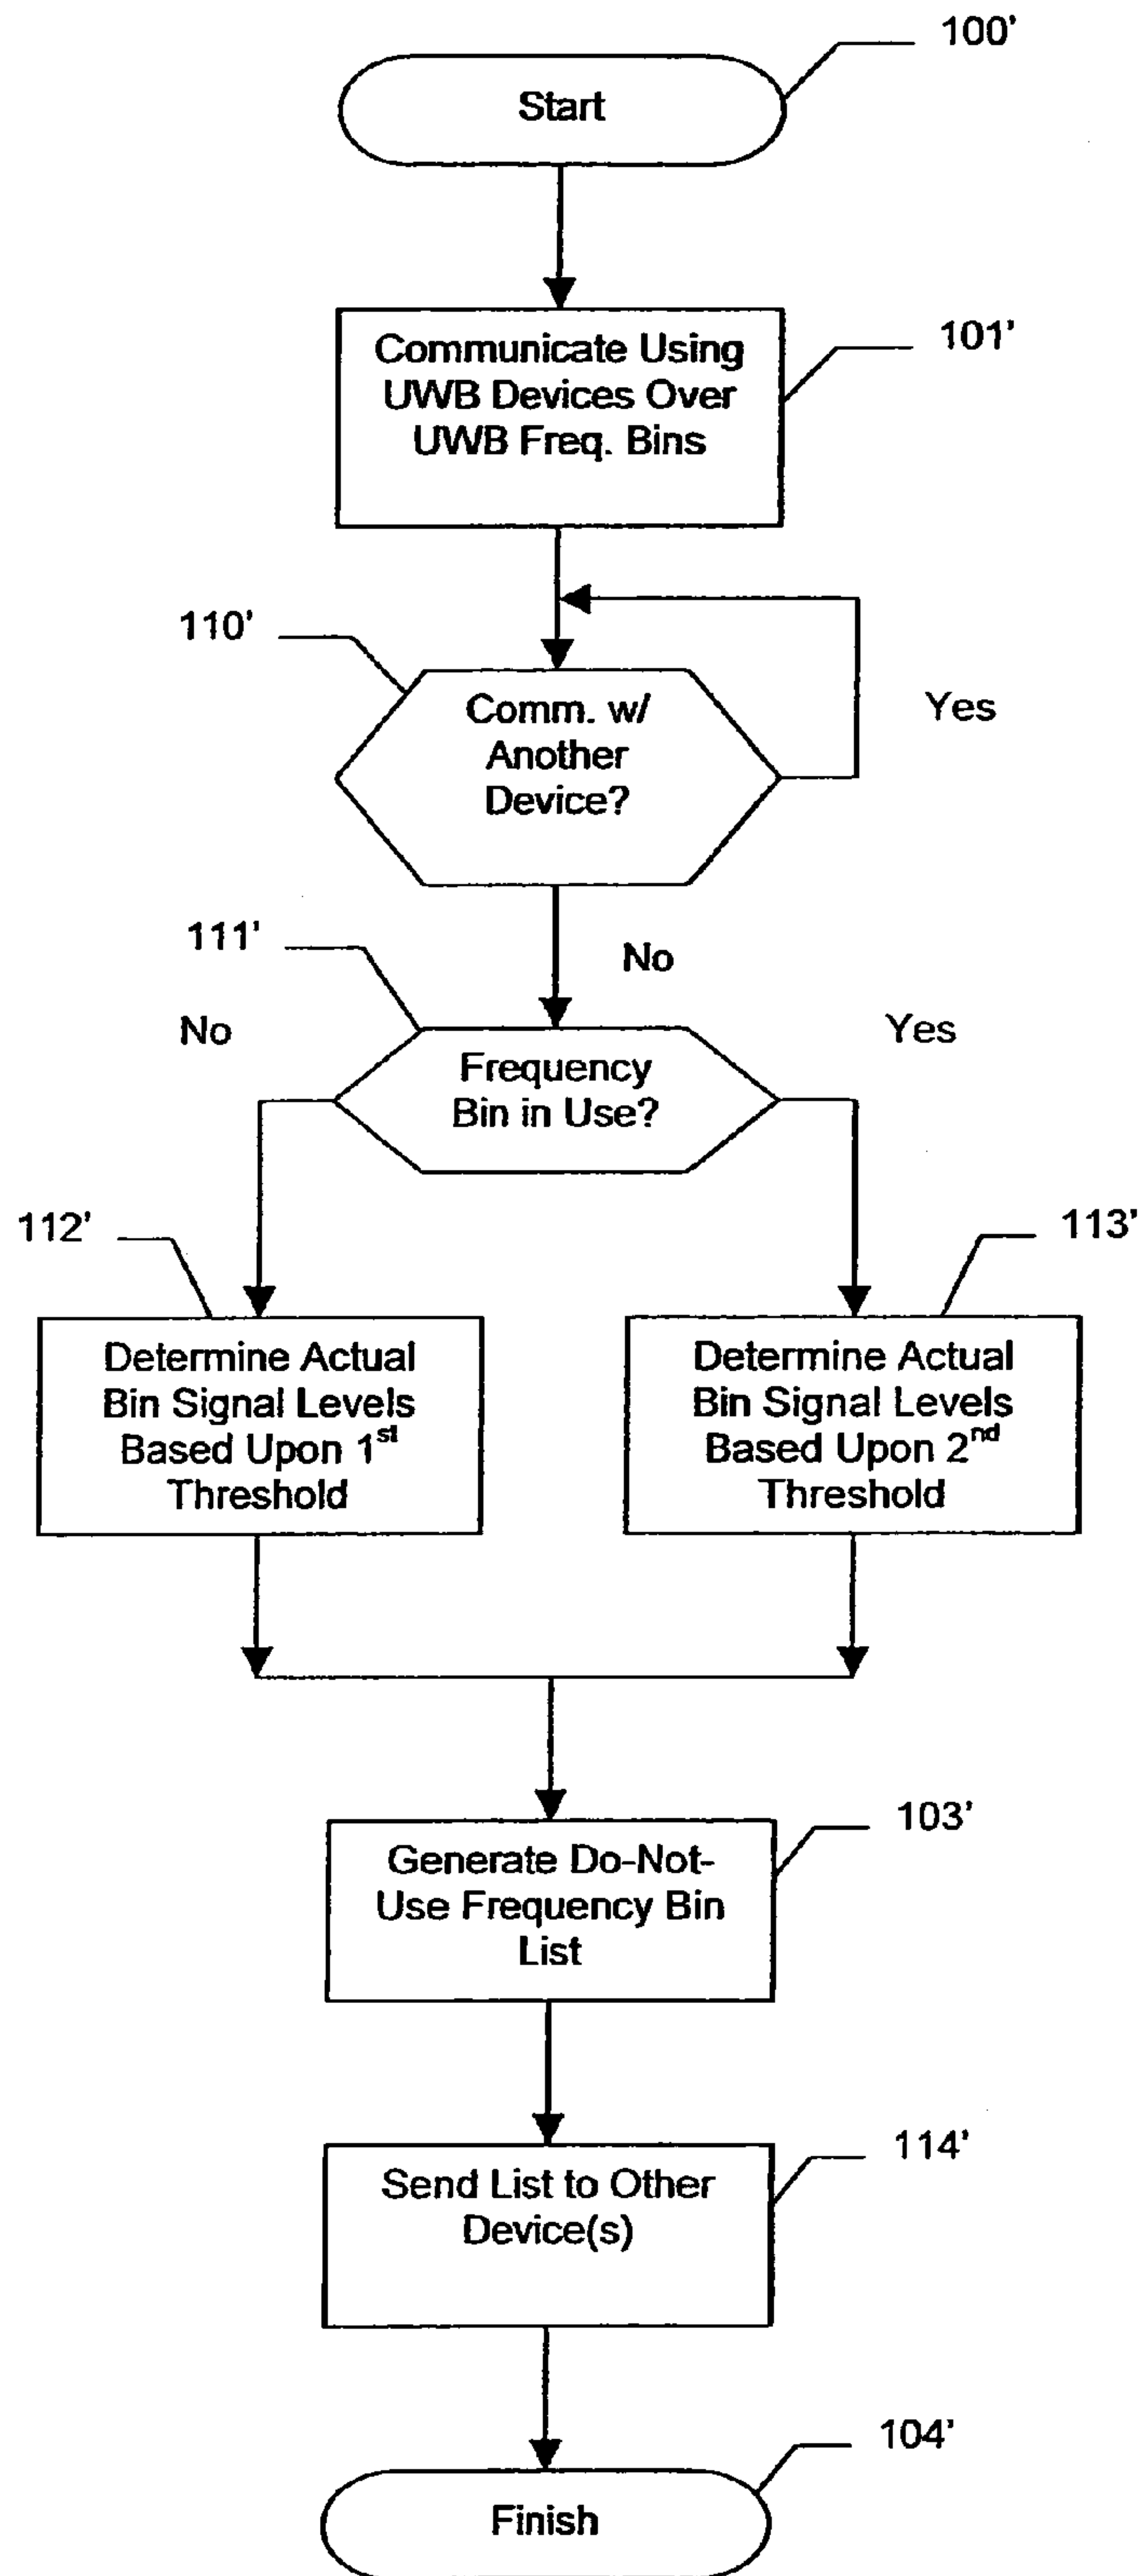 100'
Start
101'
Communicate Using
UWB Devices Over
UWB Freq. Bins
110'
Comm. w/
Another
Device?
Yes
111'
No
No
Yes
Frequency
Bin in Use?
112'
113'
Determine Actual
Bin Signal Levels
Based Upon 1st
Threshold
Determine Actual
Bin Signal Levels
Based Upon 2nd
Threshold
103'
Generate Do-Not-
Use Frequency Bin
List
114'
Send List to Other
Device(s)
104'
Finish